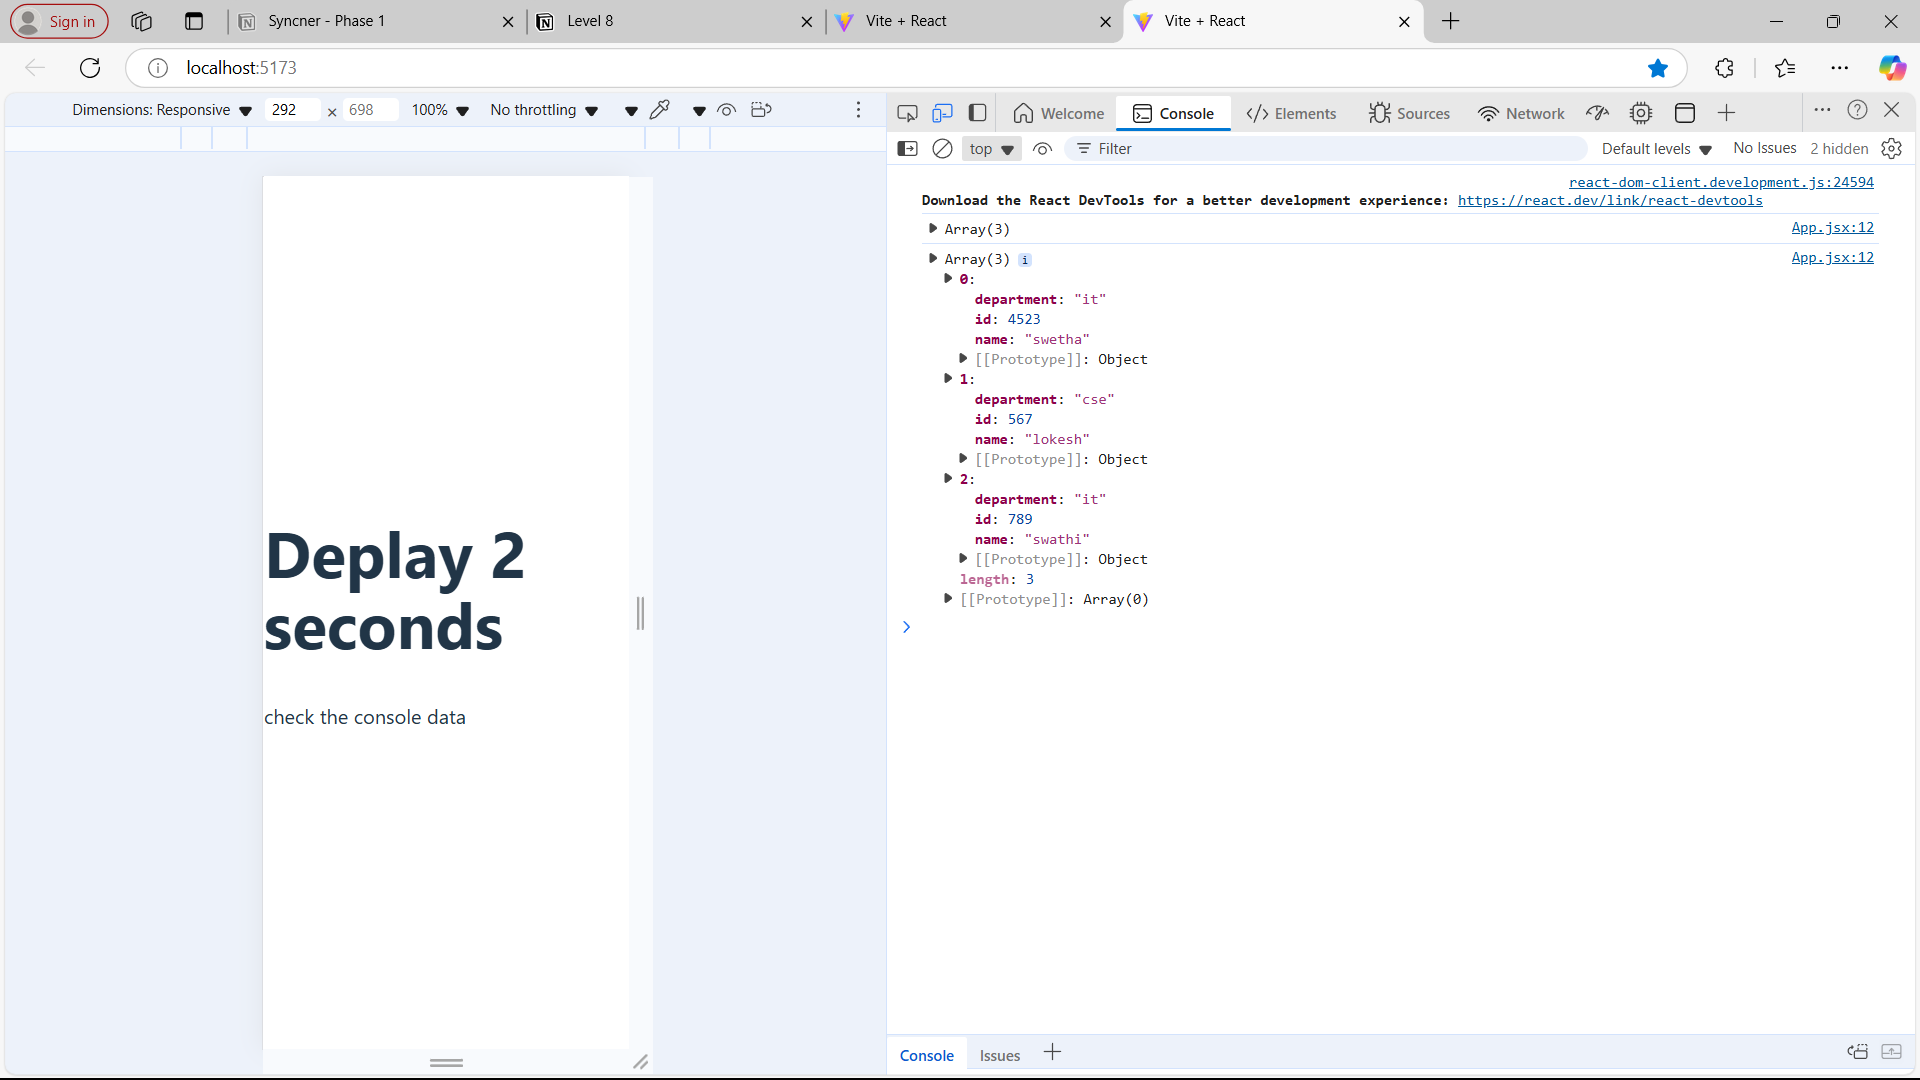 Sign in
Syncner - Phase 1
Level 8
Vite + React
Vite + React
localhost:5173
Dimensions: Responsive 292 × 698 100% No throttling
Welcome Console Elements Sources Network
top Filter Default levels No Issues 2 hidden
react-dom-client.development.js:24594
Download the React DevTools for a better development experience: https://react.dev/link/react-devtools
Array(3) App.jsx:12
Array(3) i App.jsx:12
0:
department: "it"
id: 4523
name: "swetha"
[[Prototype]]: Object
1:
department: "cse"
id: 567
name: "lokesh"
[[Prototype]]: Object
2:
department: "it"
id: 789
name: "swathi"
[[Prototype]]: Object
length: 3
[[Prototype]]: Array(0)
Deplay 2
seconds
check the console data
Console Issues